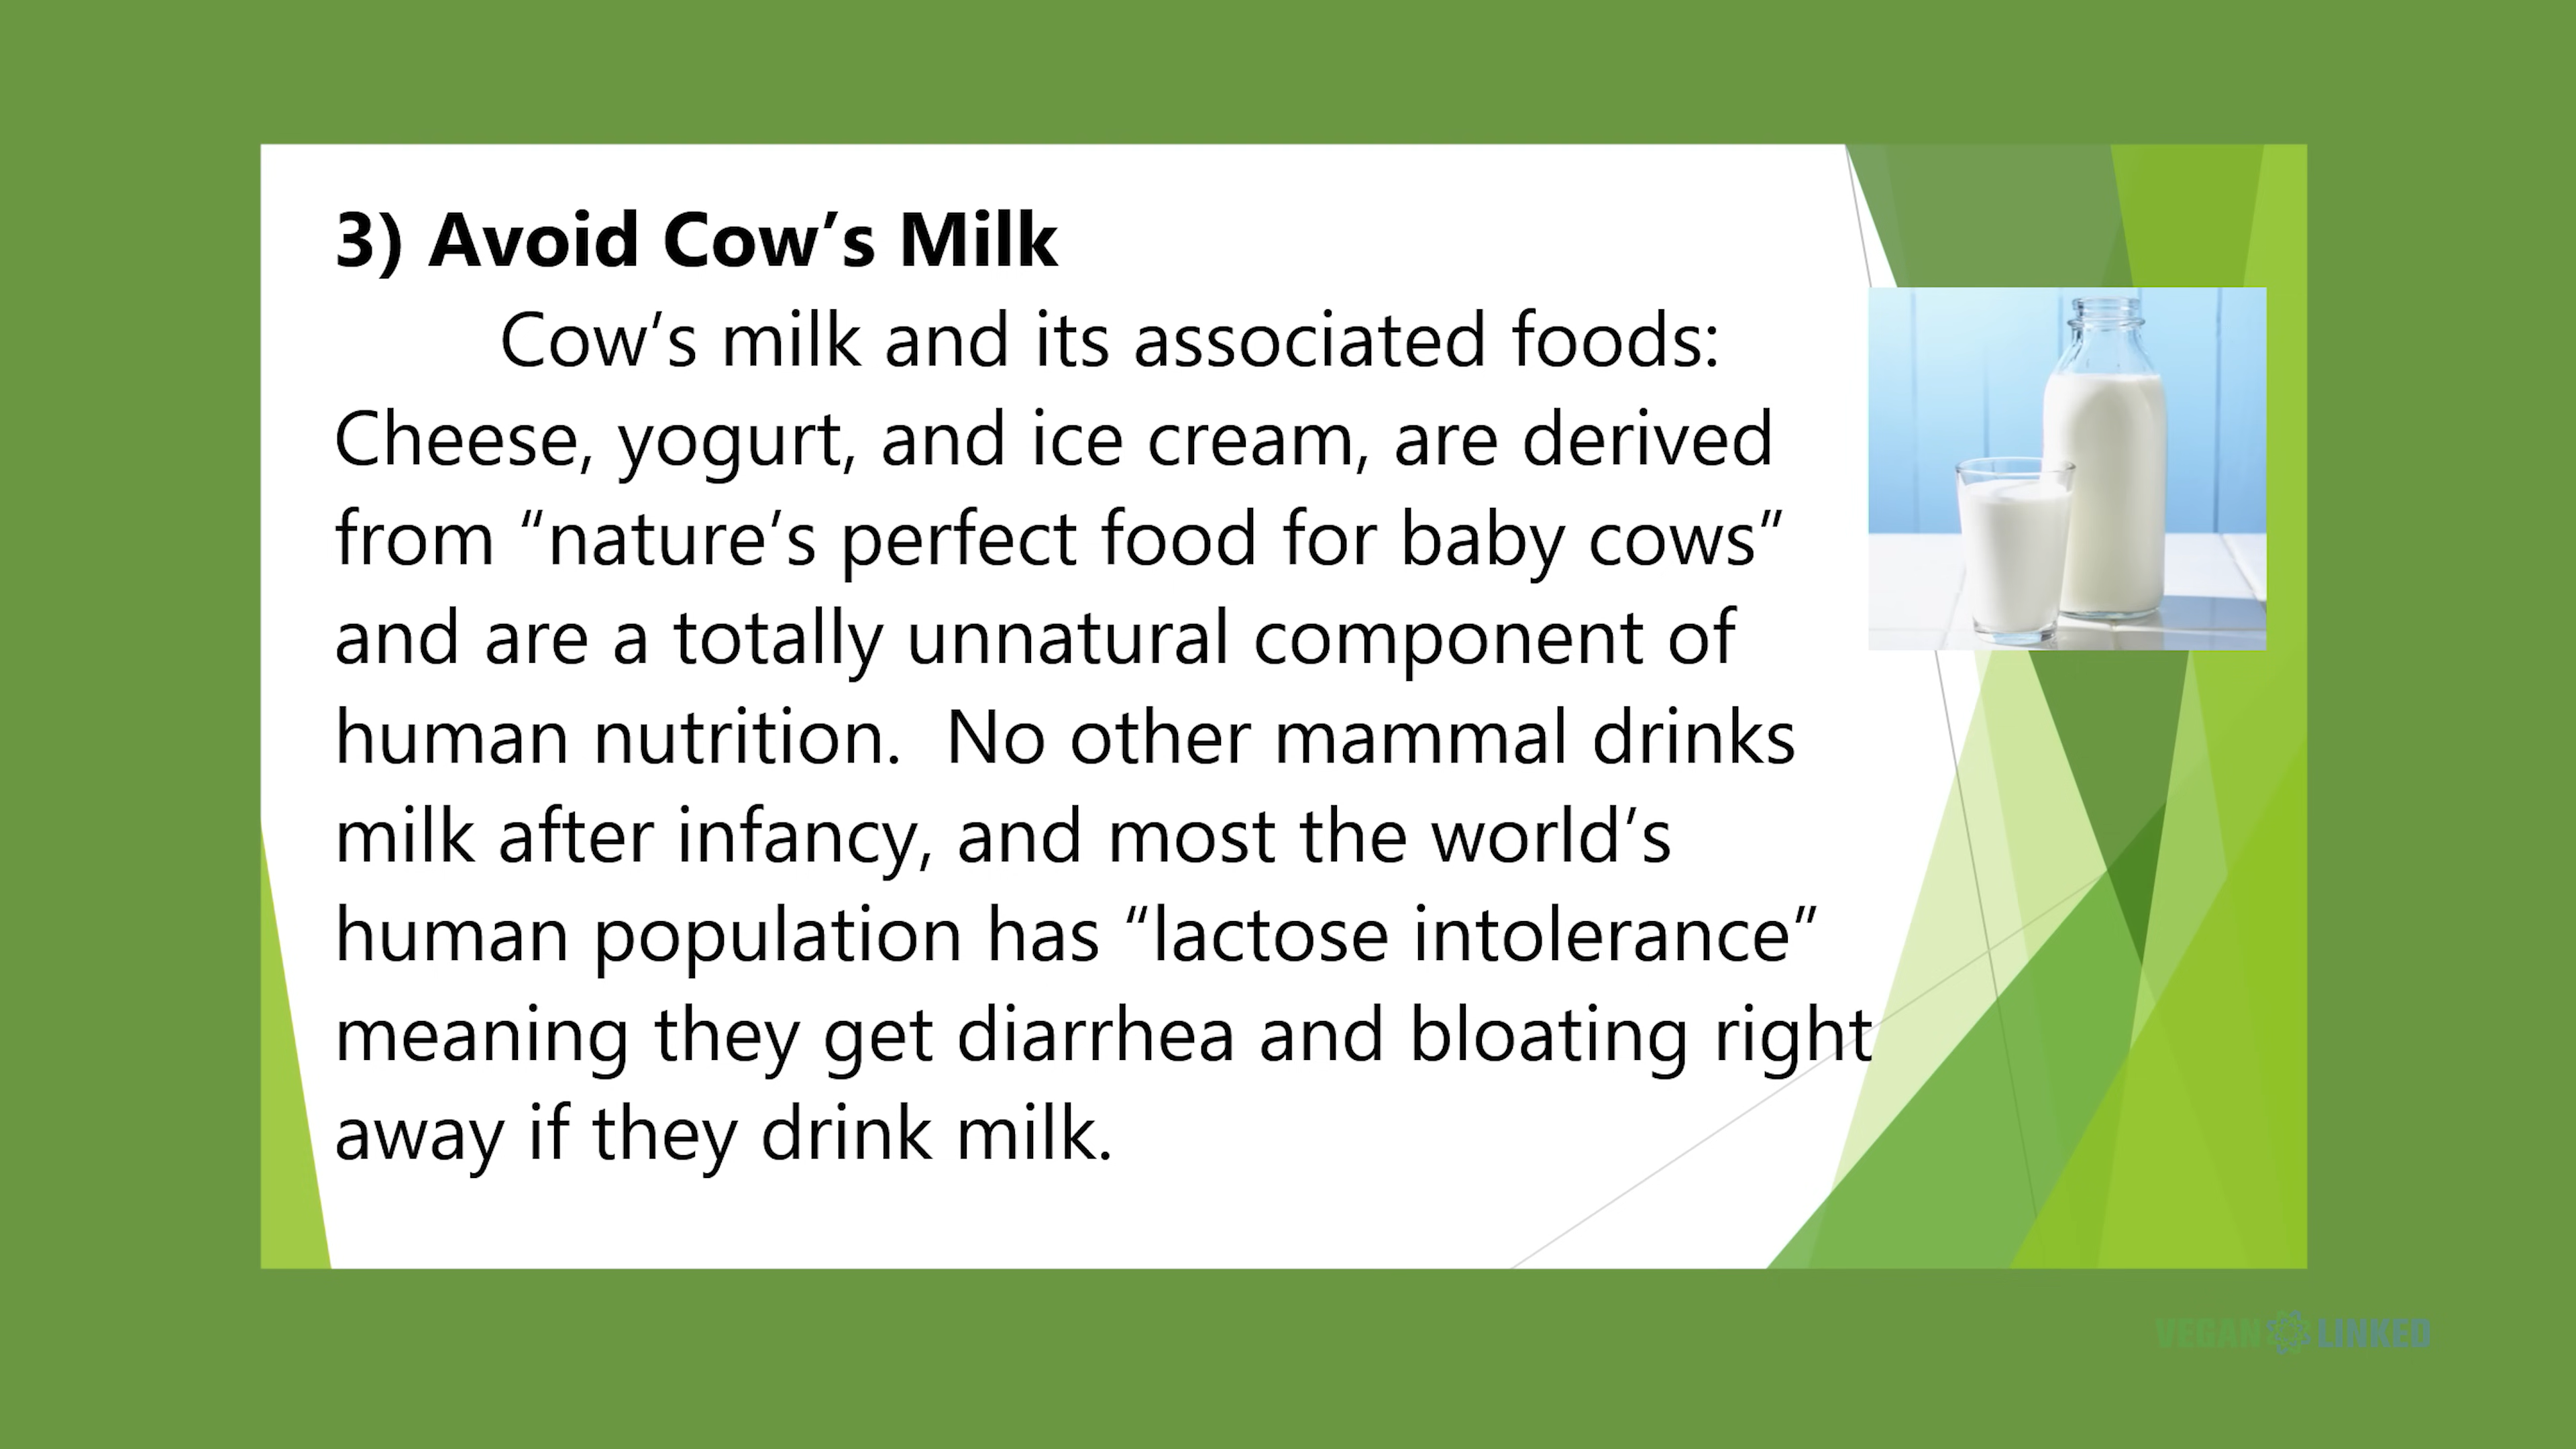 3) Avoid Cow’s Milk
Cow’s milk and its associated foods:
Cheese, yogurt, and ice cream, are derived
from “nature’s perfect food for baby cows”
and are a totally unnatural component of
human nutrition.  No other mammal drinks
milk after infancy, and most the world’s
human population has “lactose intolerance”
meaning they get diarrhea and bloating right
away if they drink milk.
VEGAN LINKED